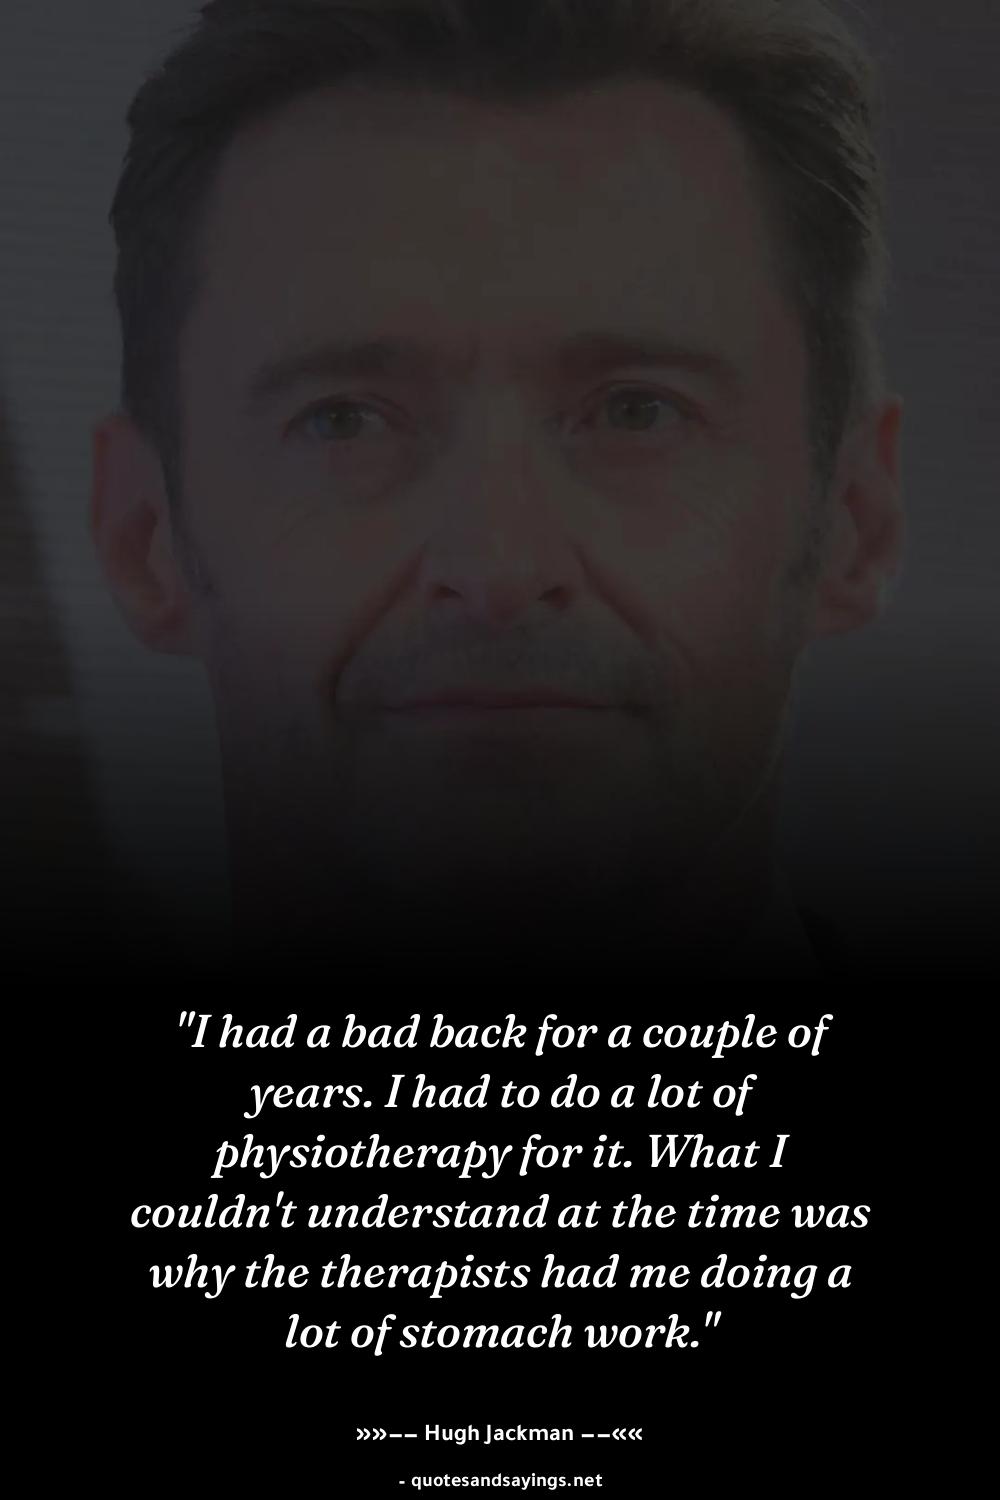 "I had a bad back for a couple of
years. I had to do a lot of
physiotherapy for it. What I
couldn't understand at the time was
why the therapists had me doing a
lot of stomach work."
»»−− Hugh Jackman −−««
- quotesandsayings.net